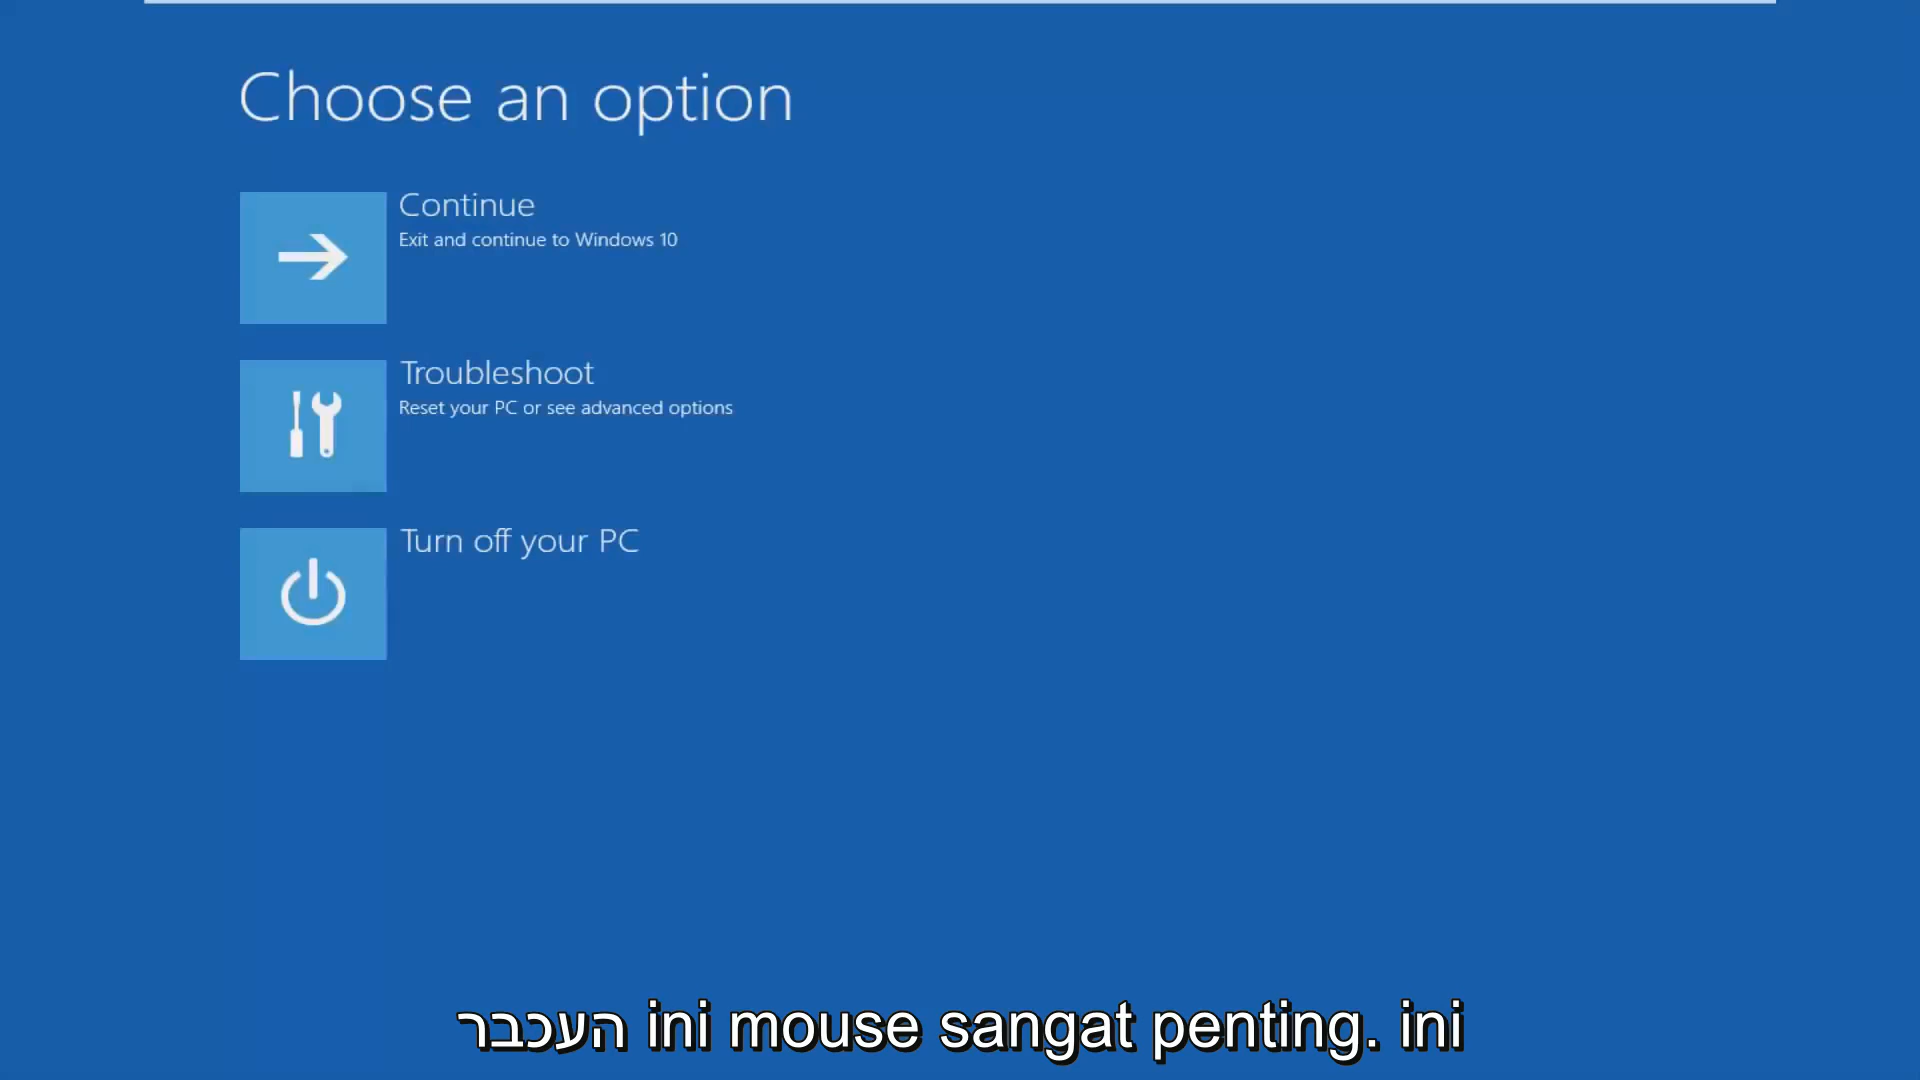 Choose an option
Continue
Exit and continue to Windows 10
Troubleshoot
Reset your PC or see advanced options
Turn off your PC
העכבר ini mouse sangat penting. ini